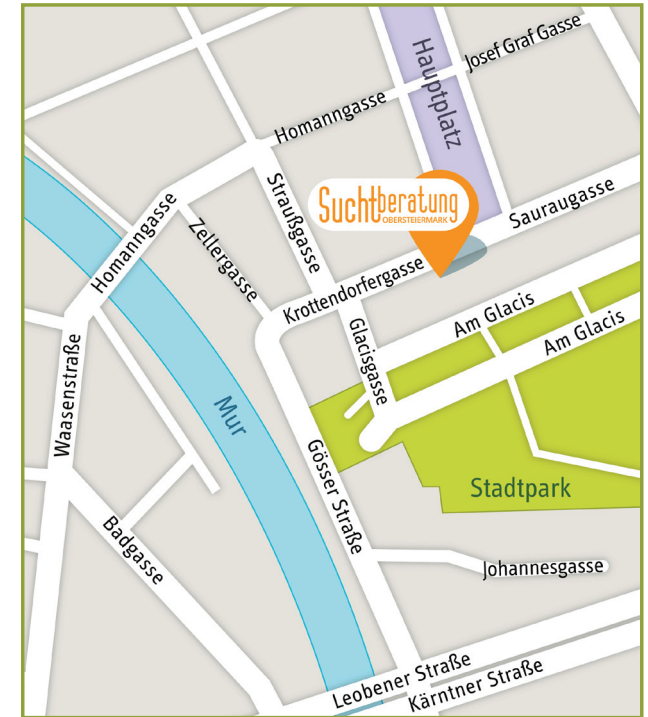 Hauptplatz
Josef Graf Gasse
Homanngasse
Straußgasse
Suchtberatung
OBERSTEIERMARK
Sauraugasse
Homanngasse
Zellergasse
Krottendorfergasse
Glacisgasse
Am Glacis
Am Glacis
Waasenstraße
Mur
Gösser Straße
Stadtpark
Badgasse
Johannesgasse
Leobener Straße
Kärntner Straße